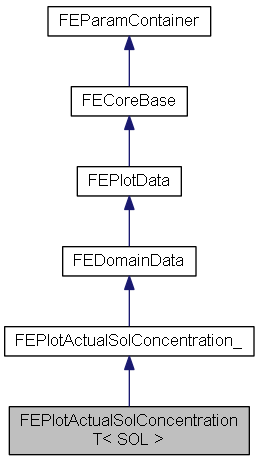 FEParamContainer
FECoreBase
FEPlotData
FEDomainData
FEPlotActualSolConcentration_
FEPlotActualSolConcentration
T< SOL >